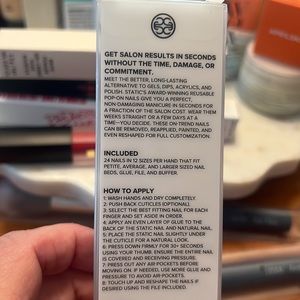 GET SALON RESULTS IN SECONDS
WITHOUT THE TIME, DAMAGE, OR
COMMITMENT.
MEET THE BETTER, LONG-LASTING
ALTERNATIVE TO GELS, DIPS, ACRYLICS, AND
POLISH. STATIC'S AWARD-WINNING REUSABLE
POP-ON NAILS GIVE YOU A PERFECT,
NON DAMAGING MANICURE IN SECONDS FOR
A FRACTION OF THE SALON COST. WEAR THEM
WEEKS STRAIGHT OR A FEW DAYS AT A
TIME—YOU DECIDE. THESE ON-TREND NAILS
CAN BE REMOVED, REAPPLIED, PAINTED, AND
EVEN RESHAPED FOR FULL CUSTOMIZATION.
INCLUDED
24 NAILS IN 12 SIZES PER HAND THAT FIT
PETITE, AVERAGE, AND LARGER SIZED NAIL
BEDS, GLUE, FILE, AND BUFFER.
HOW TO APPLY
1: WASH HANDS AND DRY COMPLETELY.
2: PUSH BACK CUTICLES (OPTIONAL).
3: SELECT THE BEST FITTING NAIL FOR EACH
FINGER AND SET ASIDE IN ORDER.
4: APPLY AN EVEN LAYER OF GLUE TO THE
BACK OF THE STATIC NAIL AND NATURAL NAIL.
5: PLACE THE STATIC NAIL SLIGHTLY UNDER
THE CUTICLE FOR A NATURAL LOOK.
6: PRESS DOWN FIRMLY FOR 30+ SECONDS
USING YOUR THUMB. ENSURE THE ENTIRE NAIL
IS COVERED AND RECEIVING PRESSURE.
7: PRESS OUT ANY AIR POCKETS BEFORE
MOVING ON. IF NEEDED, USE MORE GLUE AND
PRESSURE TO AVOID AIR POCKETS.
8: TOUCH UP AND RESHAPE THE NAILS IF
DESIRED USING THE FILE INCLUDED.